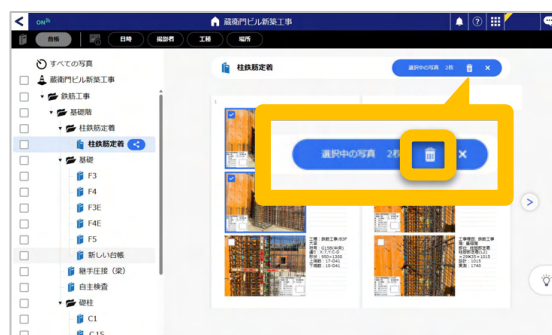 ON
蔵衛門ビル新築工事
台帳
日時
撮影者
工種
場所
すべての写真
蔵衛門ビル新築工事
鉄筋工事
基礎階
柱鉄筋定着
柱鉄筋定着
基礎
F3
F4
F3E
F4E
F5
新しい台帳
継手圧接（梁）
自主検査
礎柱
C1
C15
柱鉄筋定着
選択中の写真 2枚
選択中の写真 2枚